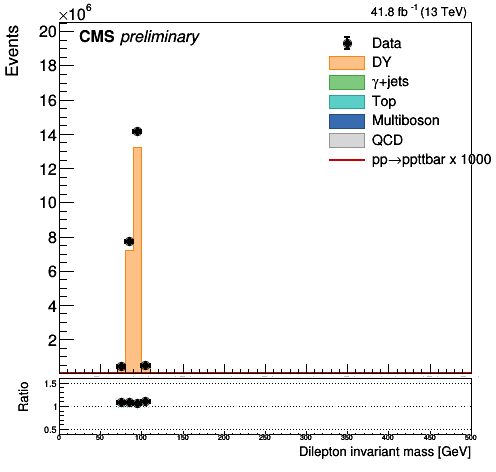 ×10⁶
41.8 fb⁻¹ (13 TeV)
Events
CMS preliminary
Data
DY
γ+jets
Top
Multiboson
QCD
pp→ppttbar x 1000
20
18
16
14
12
10
8
6
4
2
Ratio
1.5
1
0.5
0 50 100 150 200 250 300 350 400 450 500
Dilepton invariant mass [GeV]